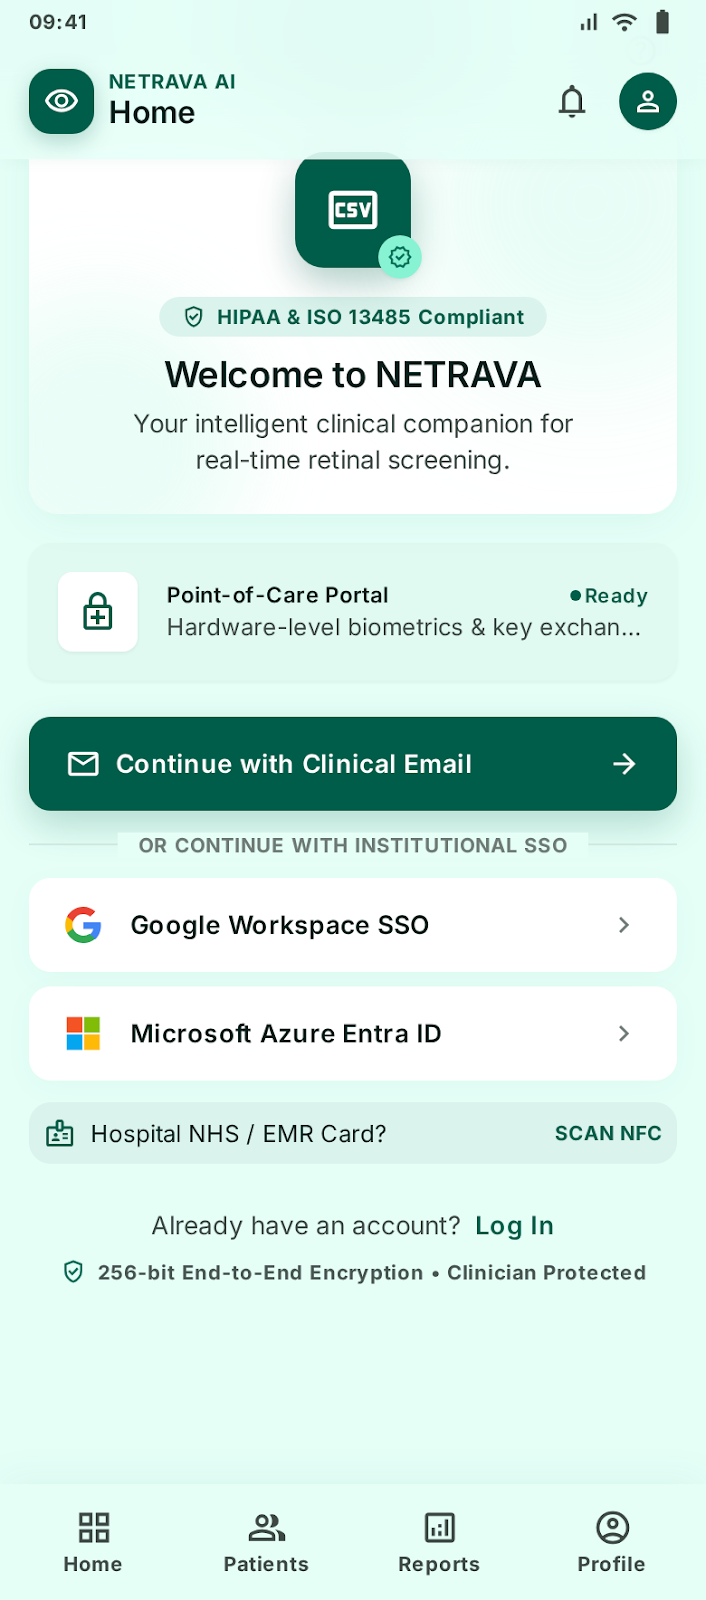 09:41
NETRAVA AI
Home
CSV
HIPAA & ISO 13485 Compliant
Welcome to NETRAVA
Your intelligent clinical companion for
real-time retinal screening.
Point-of-Care Portal
Ready
Hardware-level biometrics & key exchan...
Continue with Clinical Email
OR CONTINUE WITH INSTITUTIONAL SSO
Google Workspace SSO
Microsoft Azure Entra ID
Hospital NHS / EMR Card?
SCAN NFC
Already have an account? Log In
256-bit End-to-End Encryption • Clinician Protected
Home
Patients
Reports
Profile